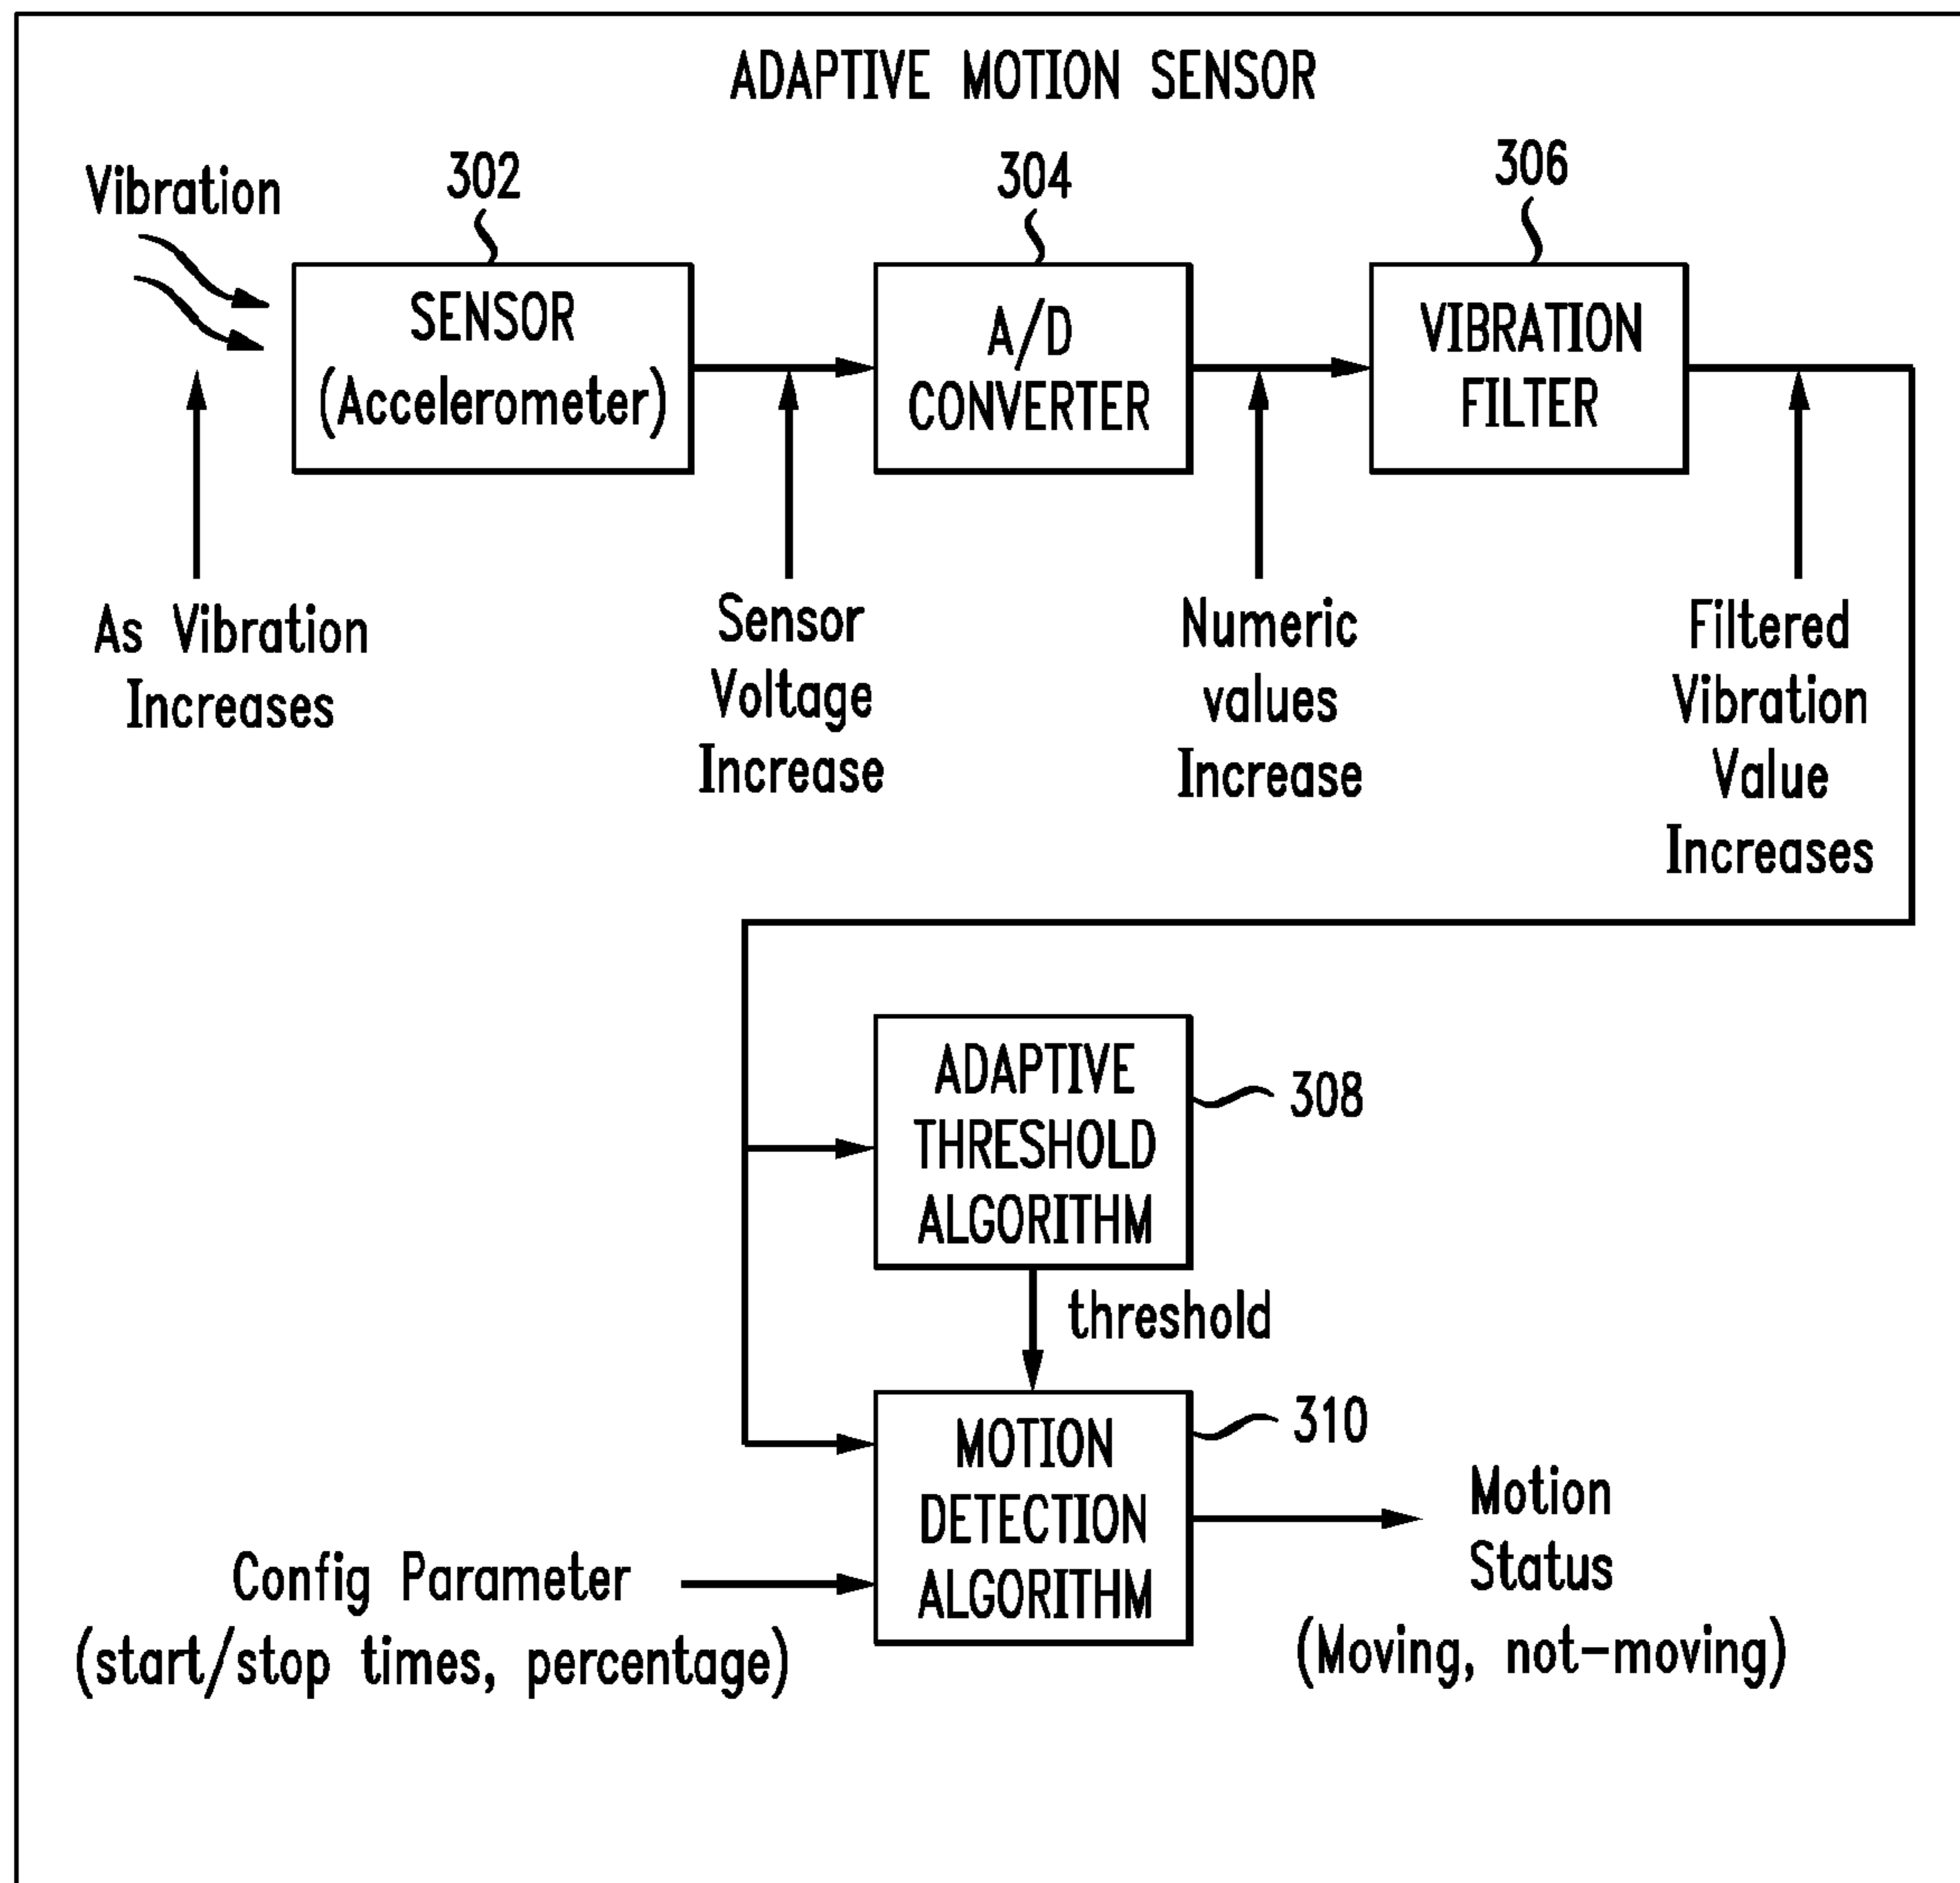 ADAPTIVE MOTION SENSOR
Vibration
302
304
306
SENSOR
(Accelerometer)
A/D
CONVERTER
VIBRATION
FILTER
As Vibration
Increases
Sensor
Voltage
Increase
Numeric
values
Increase
Filtered
Vibration
Value
Increases
ADAPTIVE
THRESHOLD
ALGORITHM
308
threshold
MOTION
DETECTION
ALGORITHM
310
Config Parameter
(start/stop times, percentage)
Motion
Status
(Moving, not-moving)